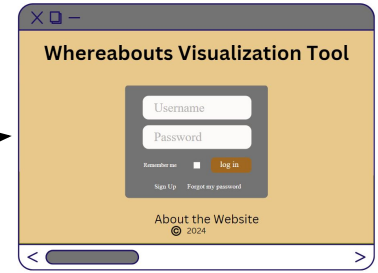 Whereabouts Visualization Tool
Username
Password
Remember me
log in
Sign Up Forgot my password
About the Website
© 2024